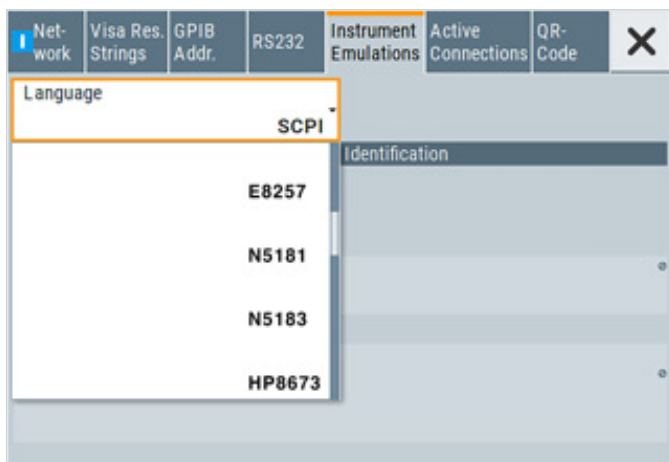 Net-
work
Visa Res.
Strings
GPIB
Addr.
RS232
Instrument
Emulations
Active
Connections
QR-
Code
Language
SCPI
Identification
E8257
N5181
N5183
HP8673